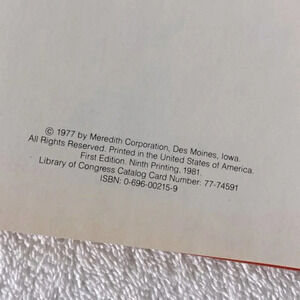 © 1977 by Meredith Corporation, Des Moines, Iowa.
All Rights Reserved. Printed in the United States of America.
First Edition. Ninth Printing, 1981.
Library of Congress Catalog Card Number: 77-74591
ISBN: 0-696-00215-9